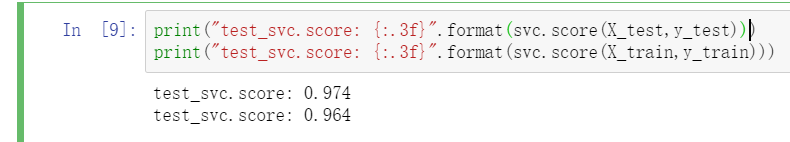 In [9]: print("test_svc.score: {:.3f}".format(svc.score(X_test,y_test)))
print("test_svc.score: {:.3f}".format(svc.score(X_train,y_train)))
test_svc.score: 0.974
test_svc.score: 0.964